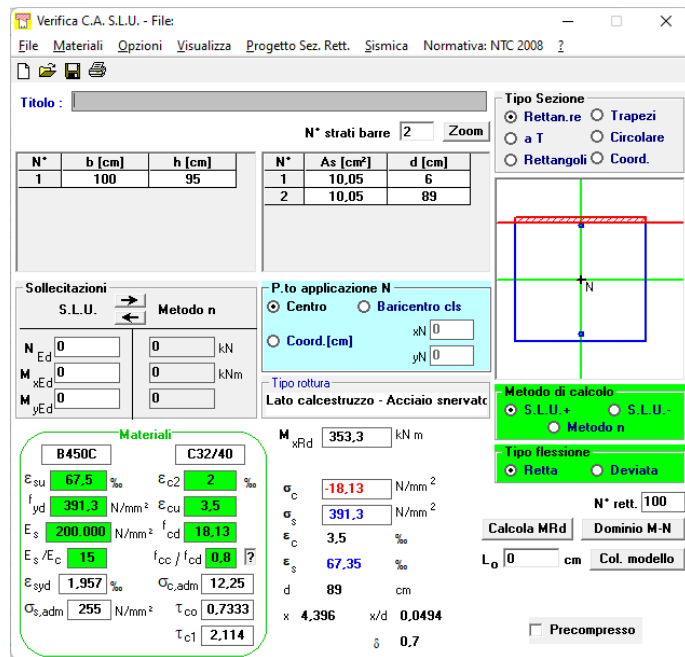 Verifica C.A. S.L.U. - File:
File Materiali Opzioni Visualizza Progetto Sez. Rett. Sismica Normativa: NTC 2008 ?
Titolo :
N* strati barre 2 Zoom
Tipo Sezione
Rettan.re Trapezi
a T Circolare
Rettangoli Coord.
N* b [cm] h [cm]
1 100 95
N* As [cm²] d [cm]
1 10,05 6
2 10,05 89
N
Sollecitazioni
S.L.U. Metodo n
N Ed 0 0 kN
M xEd 0 0 kNm
M yEd 0 0
P.to applicazione N
Centro Baricentro cls
Coord.[cm] xN 0
yN 0
Tipo rottura
Lato calcestruzzo - Acciaio snervato
Metodo di calcolo
S.L.U.+ S.L.U.-
Metodo n
Tipo flessione
Retta Deviata
N* rett. 100
Calcola MRd Dominio M-N
L o 0 cm Col. modello
Precompresso
Materiali
B450C C32/40
εsu 67,5 ‰ εc2 2 ‰
fyd 391,3 N/mm² εcu 3,5
Es 200.000 N/mm² fcd 18,13
Es/Ec 15 fcc / fcd 0,8 ?
εsyd 1,957 ‰ σc,adm 12,25
σs,adm 255 N/mm² τco 0,7333
τc1 2,114
M xRd 353,3 kN m
σc -18,13 N/mm²
σs 391,3 N/mm²
εc 3,5 ‰
εs 67,35 ‰
d 89 cm
x 4,396 x/d 0,0494
δ 0,7